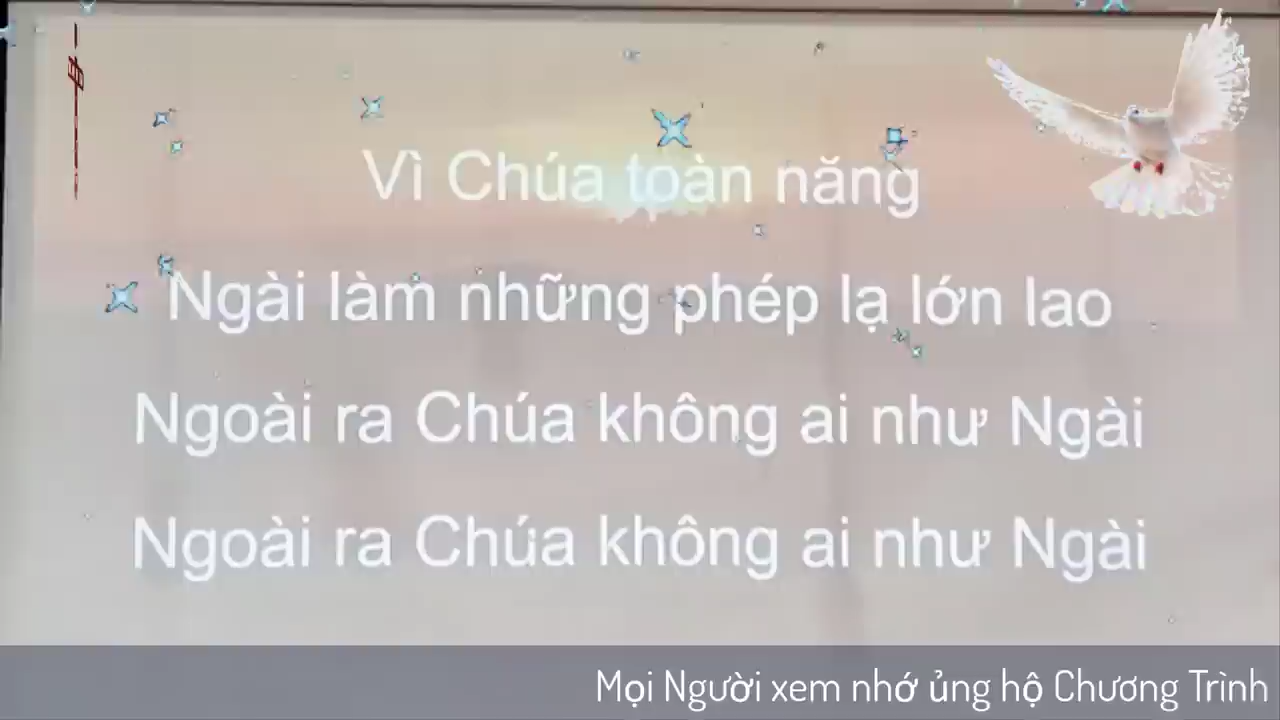 Vì Chúa toàn năng
Ngài làm những phép lạ lớn lao
Ngoài ra Chúa không ai như Ngài
Ngoài ra Chúa không ai như Ngài
Mọi Người xem nhớ ủng hộ Chương Trình